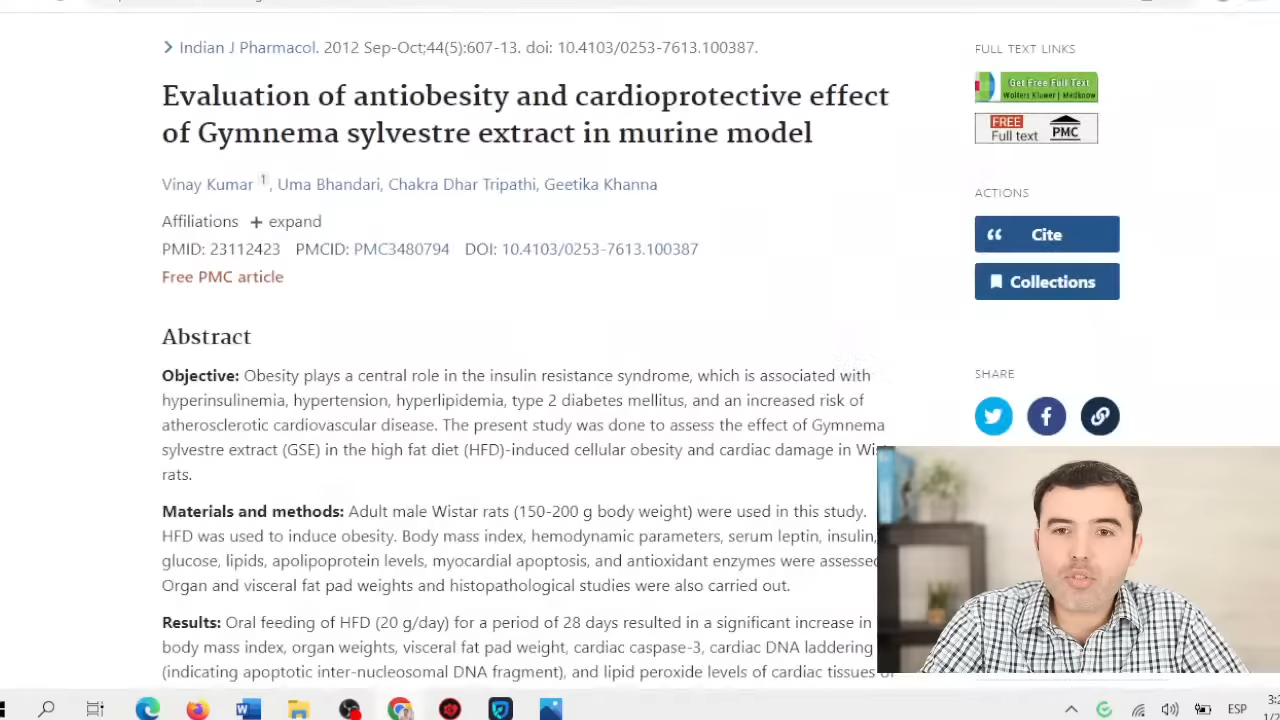 Indian J Pharmacol. 2012 Sep-Oct;44(5):607-13. doi: 10.4103/0253-7613.100387.
Evaluation of antiobesity and cardioprotective effect
of Gymnema sylvestre extract in murine model
Vinay Kumar 1, Uma Bhandari, Chakra Dhar Tripathi, Geetika Khanna
Affiliations + expand
PMID: 23112423 PMCID: PMC3480794 DOI: 10.4103/0253-7613.100387
Free PMC article
Abstract
Objective: Obesity plays a central role in the insulin resistance syndrome, which is associated with
hyperinsulinemia, hypertension, hyperlipidemia, type 2 diabetes mellitus, and an increased risk of
atherosclerotic cardiovascular disease. The present study was done to assess the effect of Gymnema
sylvestre extract (GSE) in the high fat diet (HFD)-induced cellular obesity and cardiac damage in
rats.
Materials and methods: Adult male Wistar rats (150-200 g body weight) were used in this study.
HFD was used to induce obesity. Body mass index, hemodynamic parameters, serum leptin, insulin,
glucose, lipids, apolipoprotein levels, myocardial apoptosis, and antioxidant enzymes were assessed
Organ and visceral fat pad weights and histopathological studies were also carried out.
Results: Oral feeding of HFD (20 g/day) for a period of 28 days resulted in a significant increase in
body mass index, organ weights, visceral fat pad weight, cardiac caspase-3, cardiac DNA laddering
(indicating apoptotic inter-nucleosomal DNA fragment), and lipid peroxide levels of cardiac tissues of
FULL TEXT LINKS
Get Free Full Text
Wolters Kluwer | Medknow
FREE
Full text PMC
ACTIONS
Cite
Collections
SHARE
ESP